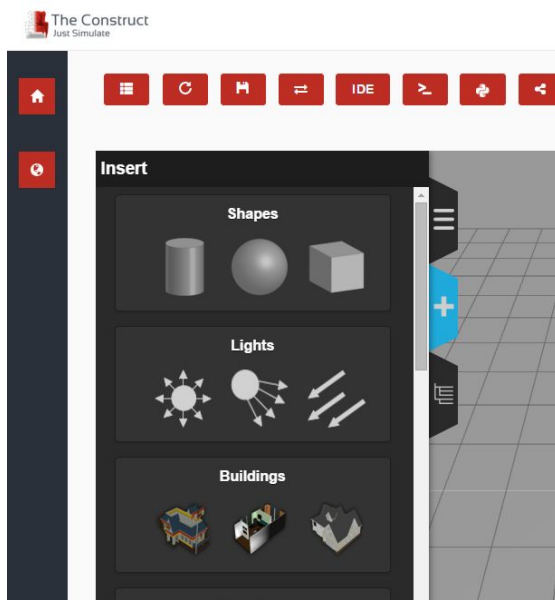 The Construct
Just Simulate
IDE
Insert
Shapes
Lights
Buildings